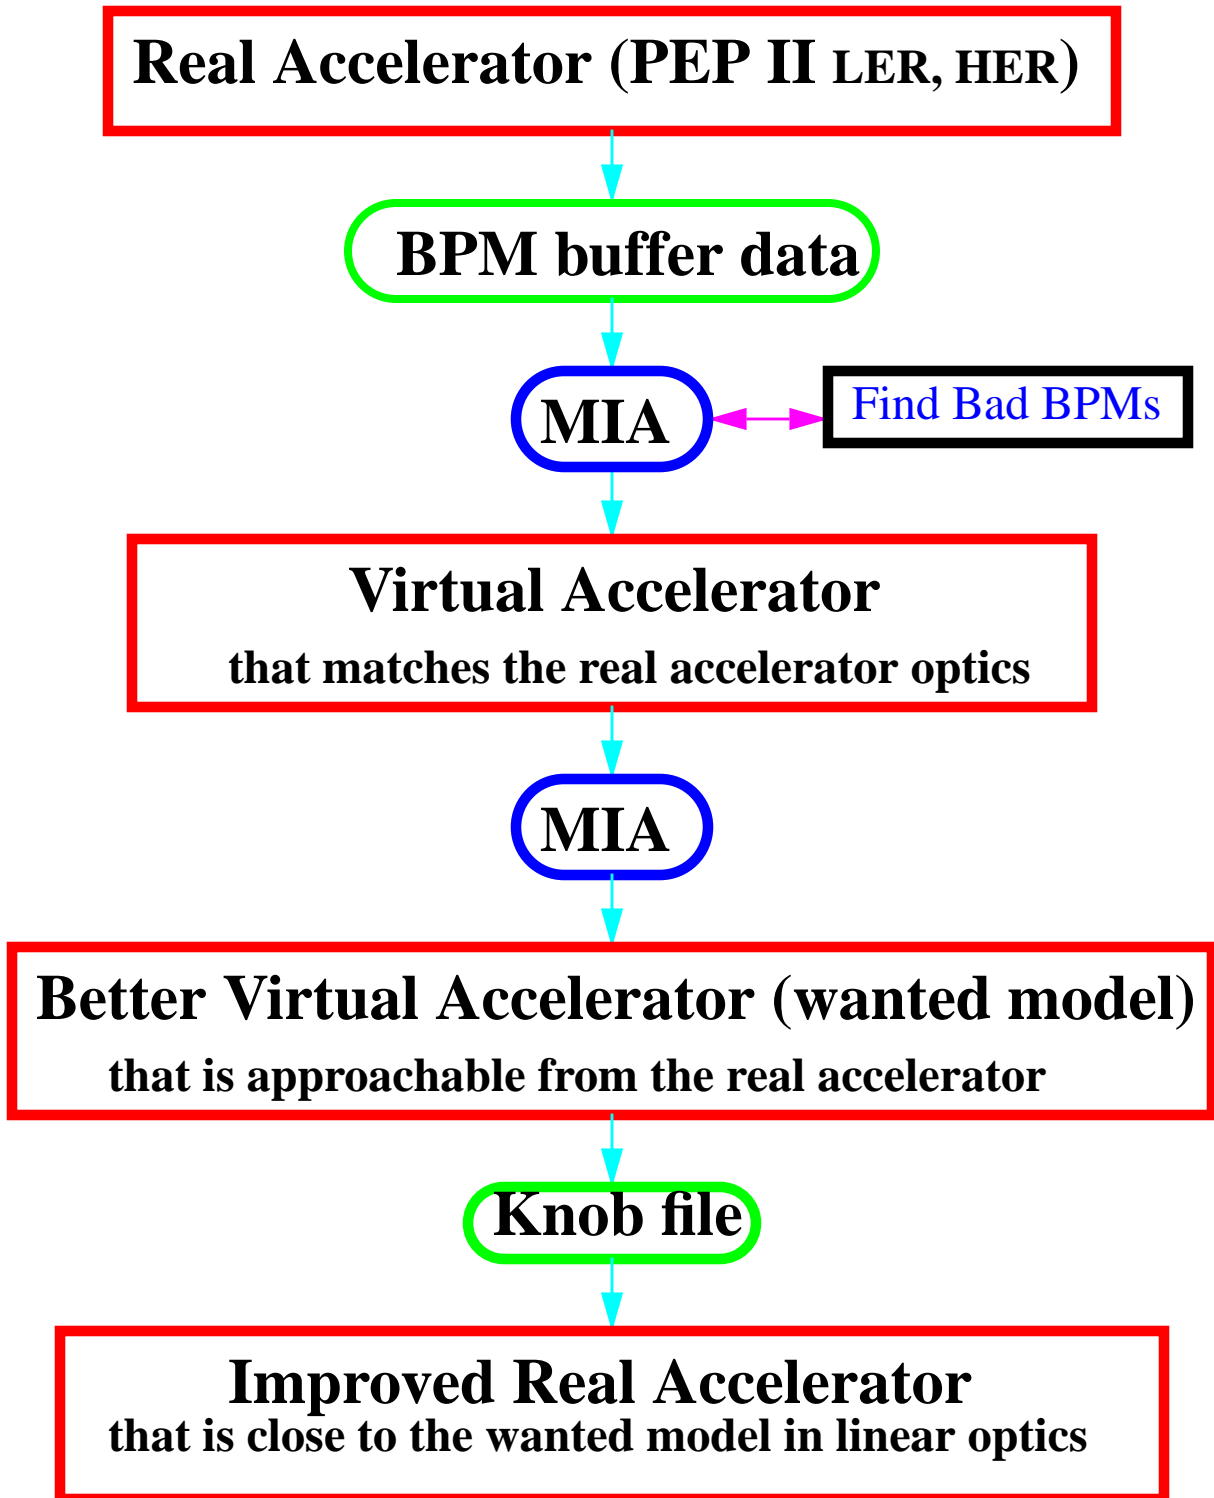 Real Accelerator (PEP II LER, HER)
BPM buffer data
MIA
Find Bad BPMs
Virtual Accelerator
that matches the real accelerator optics
MIA
Better Virtual Accelerator (wanted model)
that is approachable from the real accelerator
Knob file
Improved Real Accelerator
that is close to the wanted model in linear optics